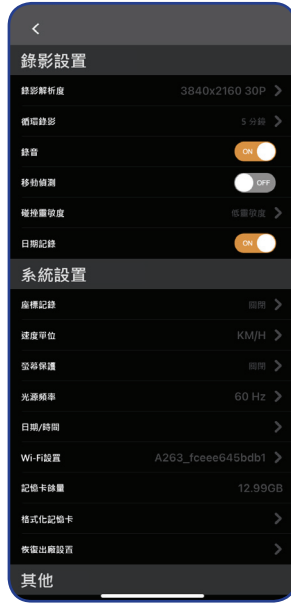 錄影設置
錄影解析度 3840x2160 30P
循環錄影 5 分鐘
錄音 ON
移動偵測 OFF
碰撞靈敏度 低靈敏度
日期記錄 ON
系統設置
座標記錄 關閉
速度單位 KM/H
螢幕保護 關閉
光源頻率 60 Hz
日期/時間
Wi-Fi設置 A263_fceee645bdb1
記憶卡餘量 12.99GB
格式化記憶卡
恢復出廠設置
其他